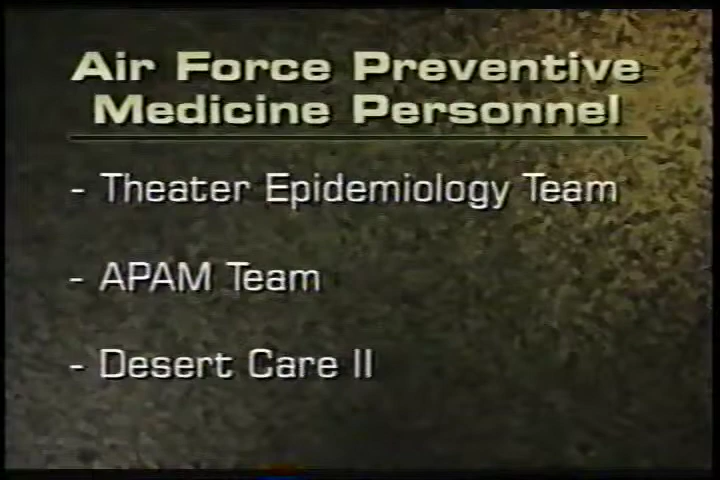 Air Force Preventive
Medicine Personnel
- Theater Epidemiology Team
- APAM Team
- Desert Care II